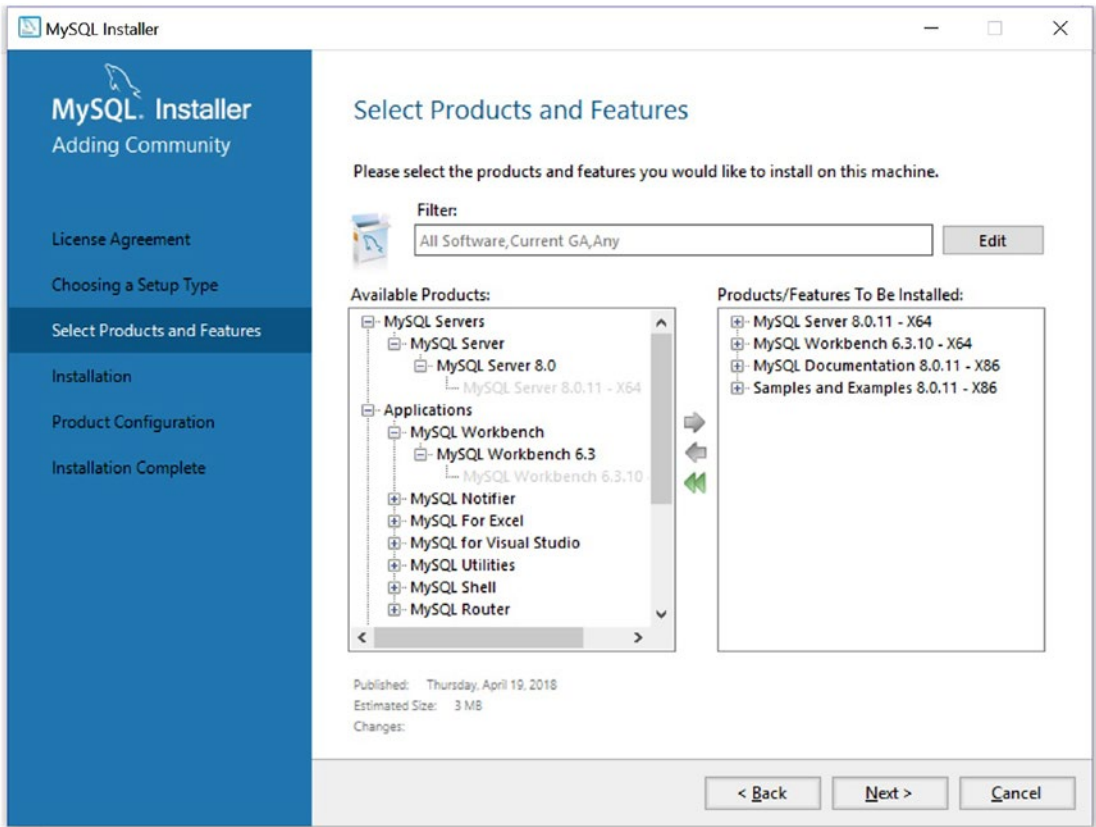 MySQL Installer
MySQL. Installer
Adding Community
License Agreement
Choosing a Setup Type
Select Products and Features
Installation
Product Configuration
Installation Complete
Select Products and Features
Please select the products and features you would like to install on this machine.
Filter:
All Software,Current GA,Any
Edit
Available Products:
MySQL Servers
MySQL Server
MySQL Server 8.0
MySQL Server 8.0.11 - X64
Applications
MySQL Workbench
MySQL Workbench 6.3
MySQL Workbench 6.3.10
MySQL Notifier
MySQL For Excel
MySQL for Visual Studio
MySQL Utilities
MySQL Shell
MySQL Router
Products/Features To Be Installed:
MySQL Server 8.0.11 - X64
MySQL Workbench 6.3.10 - X64
MySQL Documentation 8.0.11 - X86
Samples and Examples 8.0.11 - X86
Published: Thursday, April 19, 2018
Estimated Size: 3 MB
Changes:
< Back
Next >
Cancel